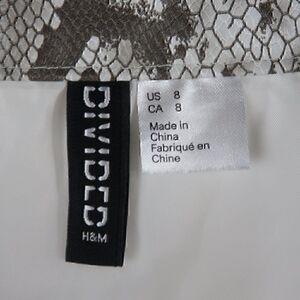 DIVIDED
H&M
US 8
CA 8
Made in
China
Fabriqué en
Chine